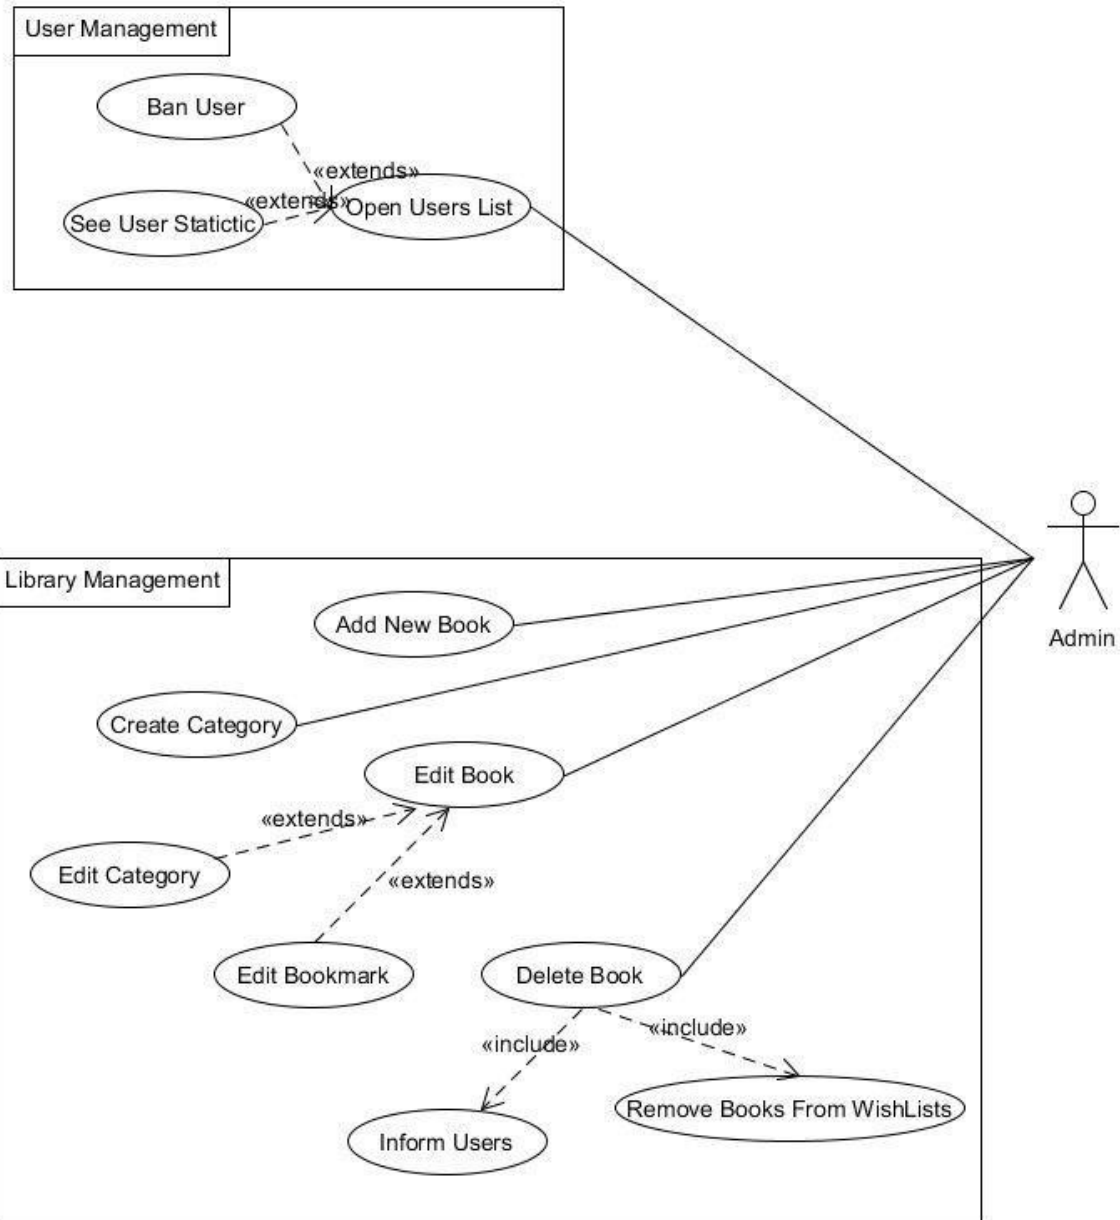 User Management
Ban User
«extends»
«extends»
Open Users List
See User Statictic
Library Management
Add New Book
Admin
Create Category
Edit Book
«extends»
Edit Category
«extends»
Edit Bookmark
Delete Book
«include»
«include»
Remove Books From WishLists
Inform Users